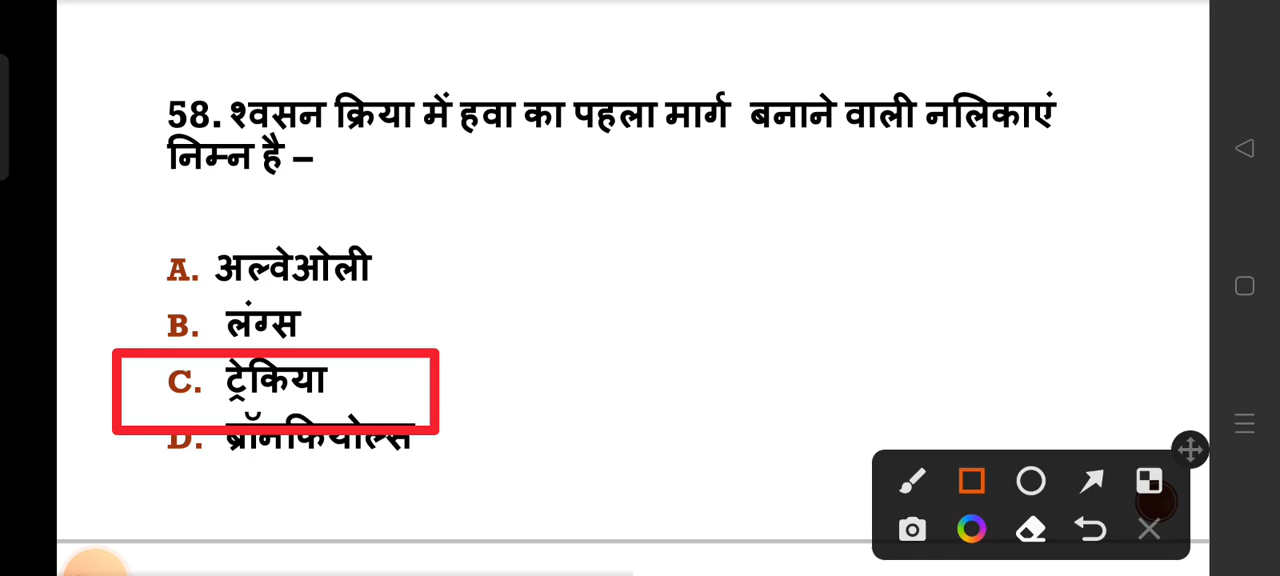 58. श्वसन क्रिया में हवा का पहला मार्ग बनाने वाली नलिकाएं
निम्न है –
A. अल्वेओली
B. लंग्स
C. ट्रेकिया
D. ब्रॉनकियोल्स